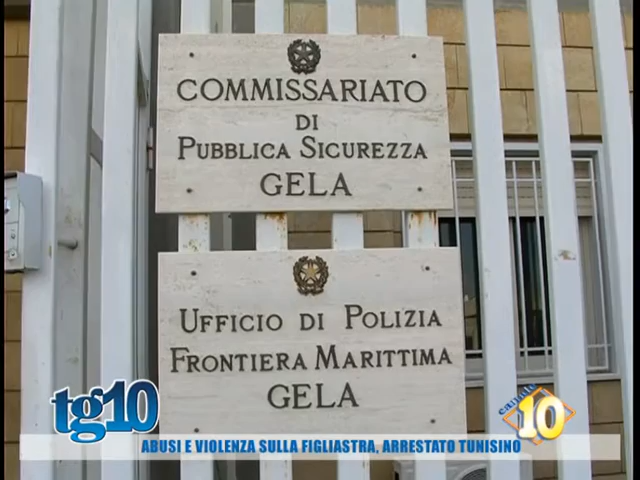 COMMISSARIATO
DI
PUBBLICA SICUREZZA
GELA
UFFICIO DI POLIZIA
FRONTIERA MARITTIMA
GELA
tg10
canale 10
ABUSI E VIOLENZA SULLA FIGLIASTRA, ARRESTATO TUNISINO